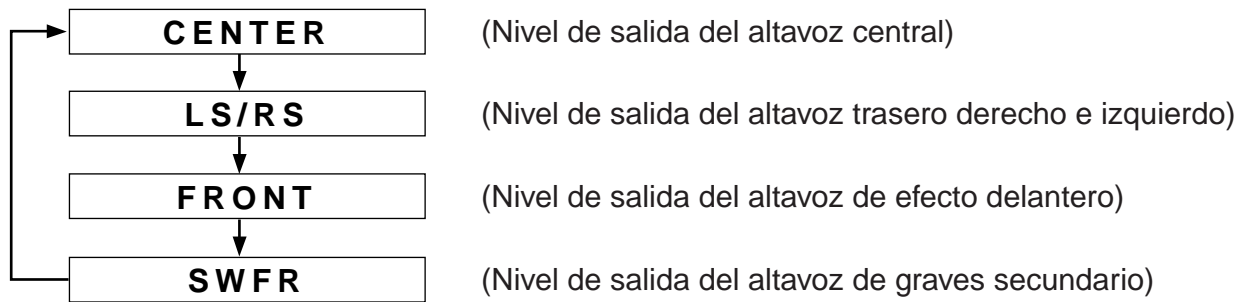 CENTER (Nivel de salida del altavoz central)
LS/RS (Nivel de salida del altavoz trasero derecho e izquierdo)
FRONT (Nivel de salida del altavoz de efecto delantero)
SWFR (Nivel de salida del altavoz de graves secundario)